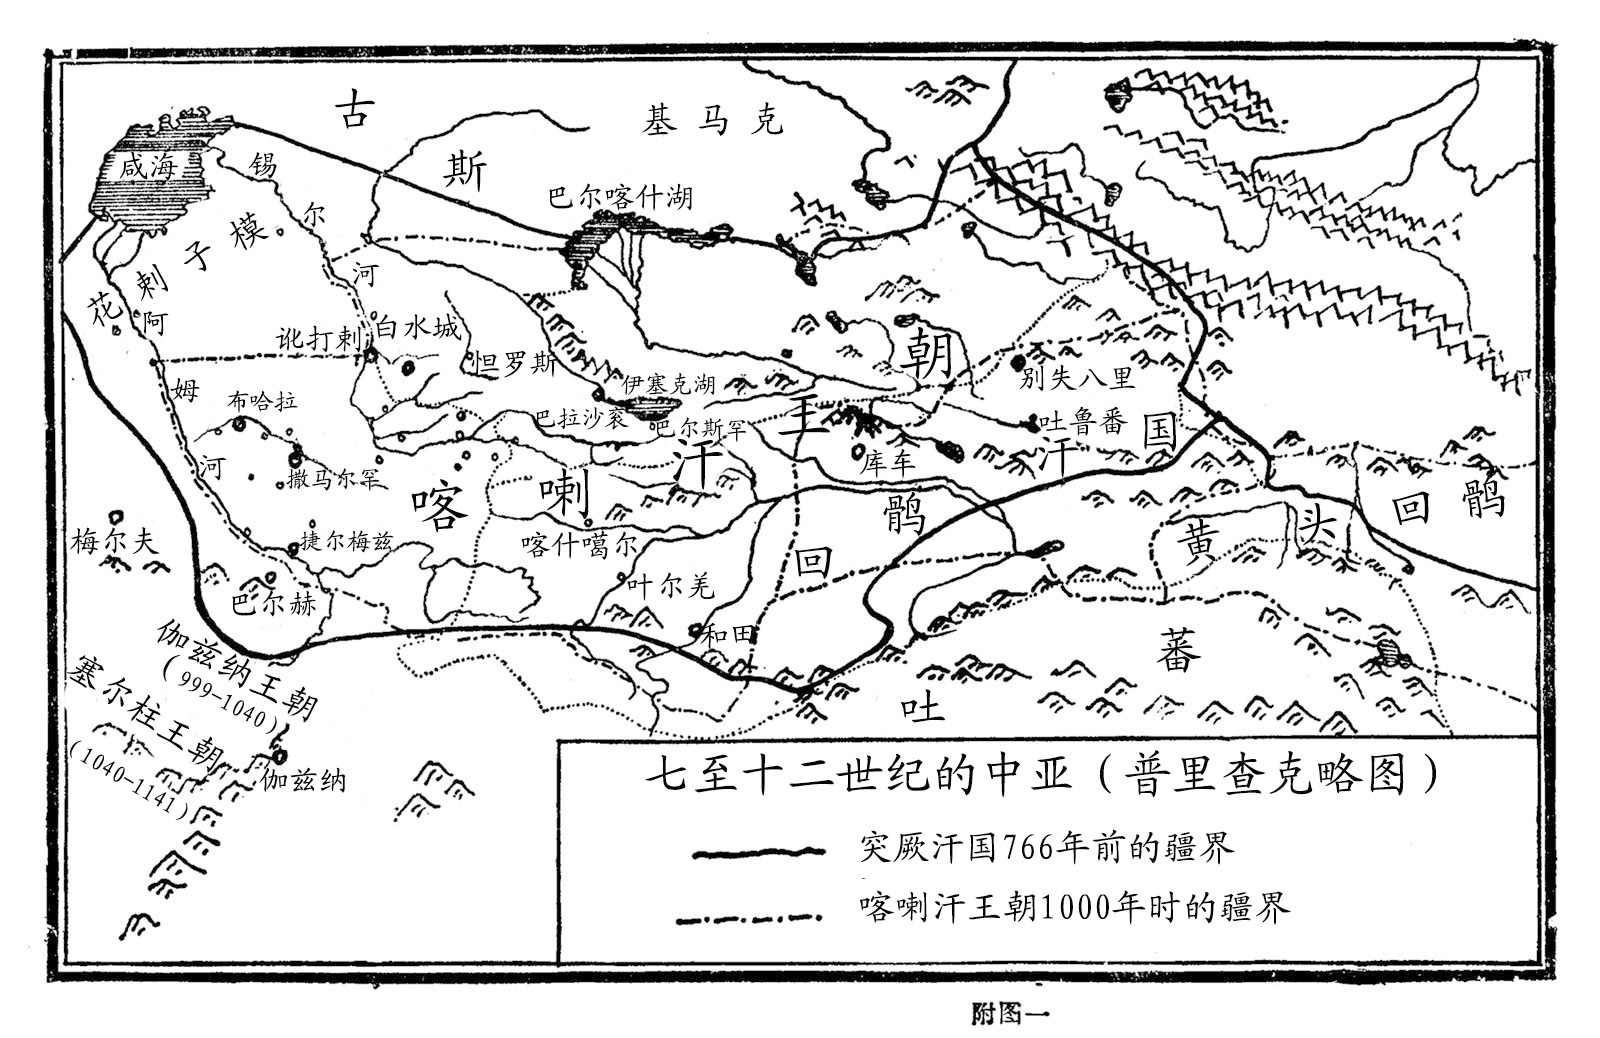 古斯
基马克
咸海
锡尔河
巴尔喀什湖
花剌子模
阿姆河
讹打剌
白水城
怛罗斯
伊塞克湖
别失八里
布哈拉
巴拉沙衮
巴尔斯罕
吐鲁番
库车
撒马尔罕
喀喇汗王朝
回鹘汗国
黄头回鹘
梅尔夫
捷尔梅兹
喀什噶尔
叶尔羌
巴尔赫
和田
吐蕃
伽兹纳王朝
(999-1040)
塞尔柱王朝
(1040-1141)
伽兹纳
七至十二世纪的中亚(普里查克略图)
突厥汗国766年前的疆界
喀喇汗王朝1000年时的疆界
附图一